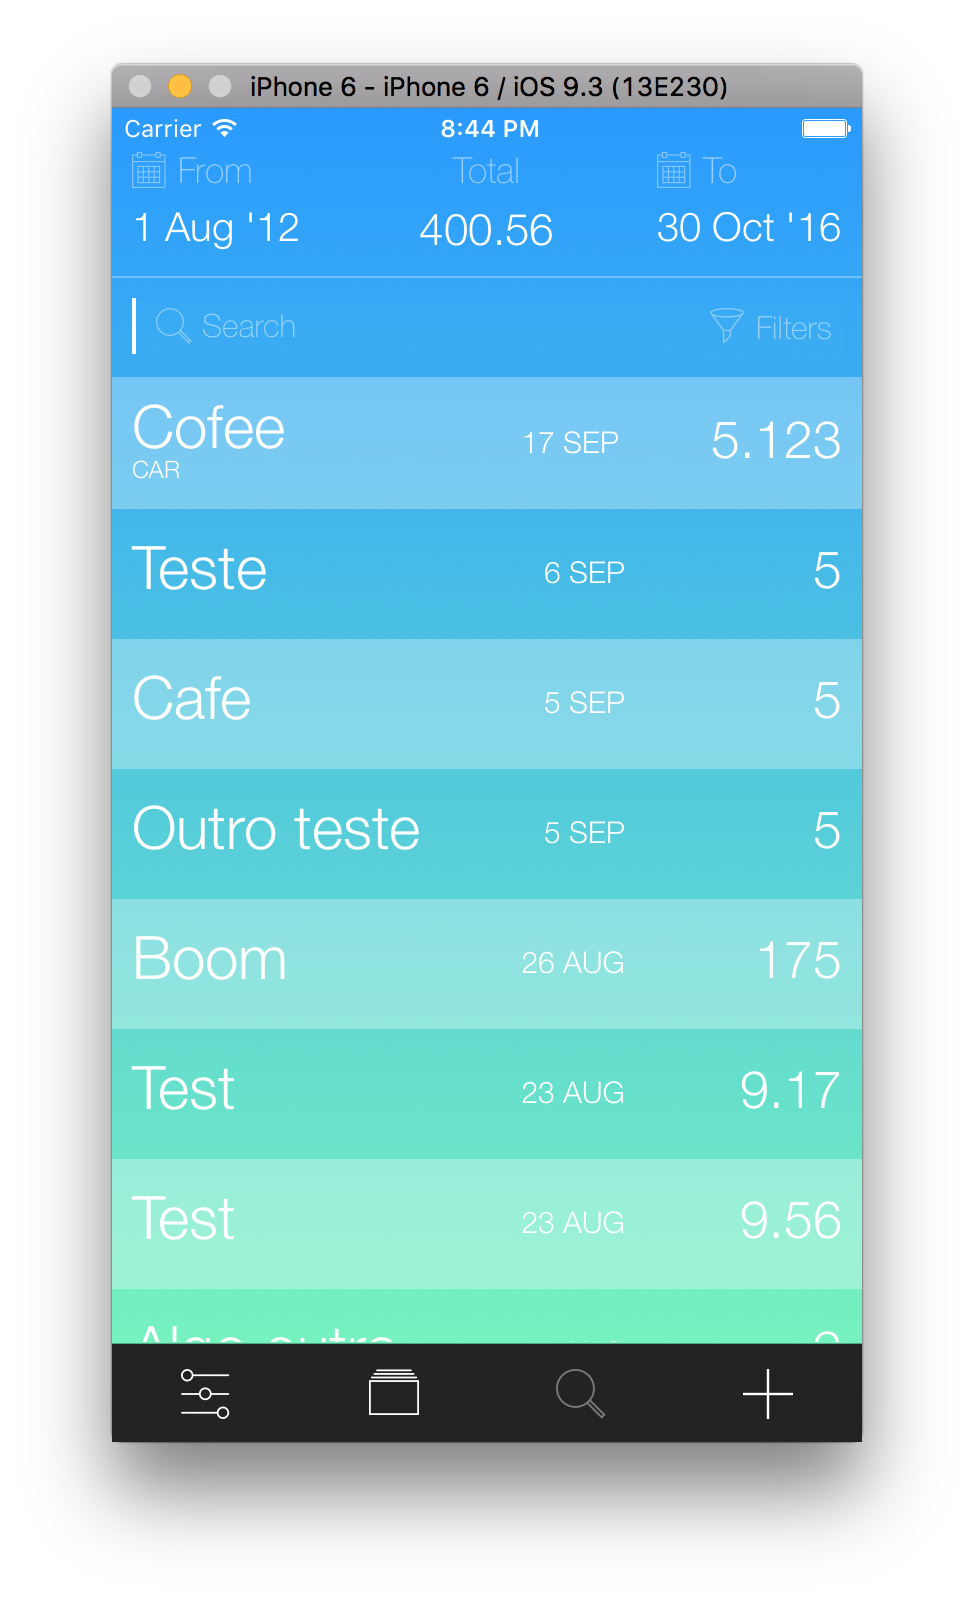 iPhone 6 - iPhone 6 / iOS 9.3 (13E230)
Carrier 8:44 PM
From Total To
1 Aug '12 400.56 30 Oct '16
Search Filters
Cofee 17 SEP 5.123
CAR
Teste 6 SEP 5
Cafe 5 SEP 5
Outro teste 5 SEP 5
Boom 26 AUG 175
Test 23 AUG 9.17
Test 23 AUG 9.56
Algo outra